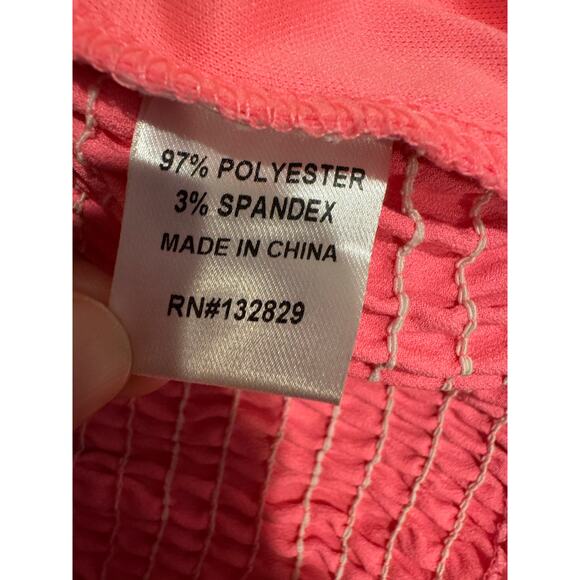 97% POLYESTER
3% SPANDEX
MADE IN CHINA
RN#132829